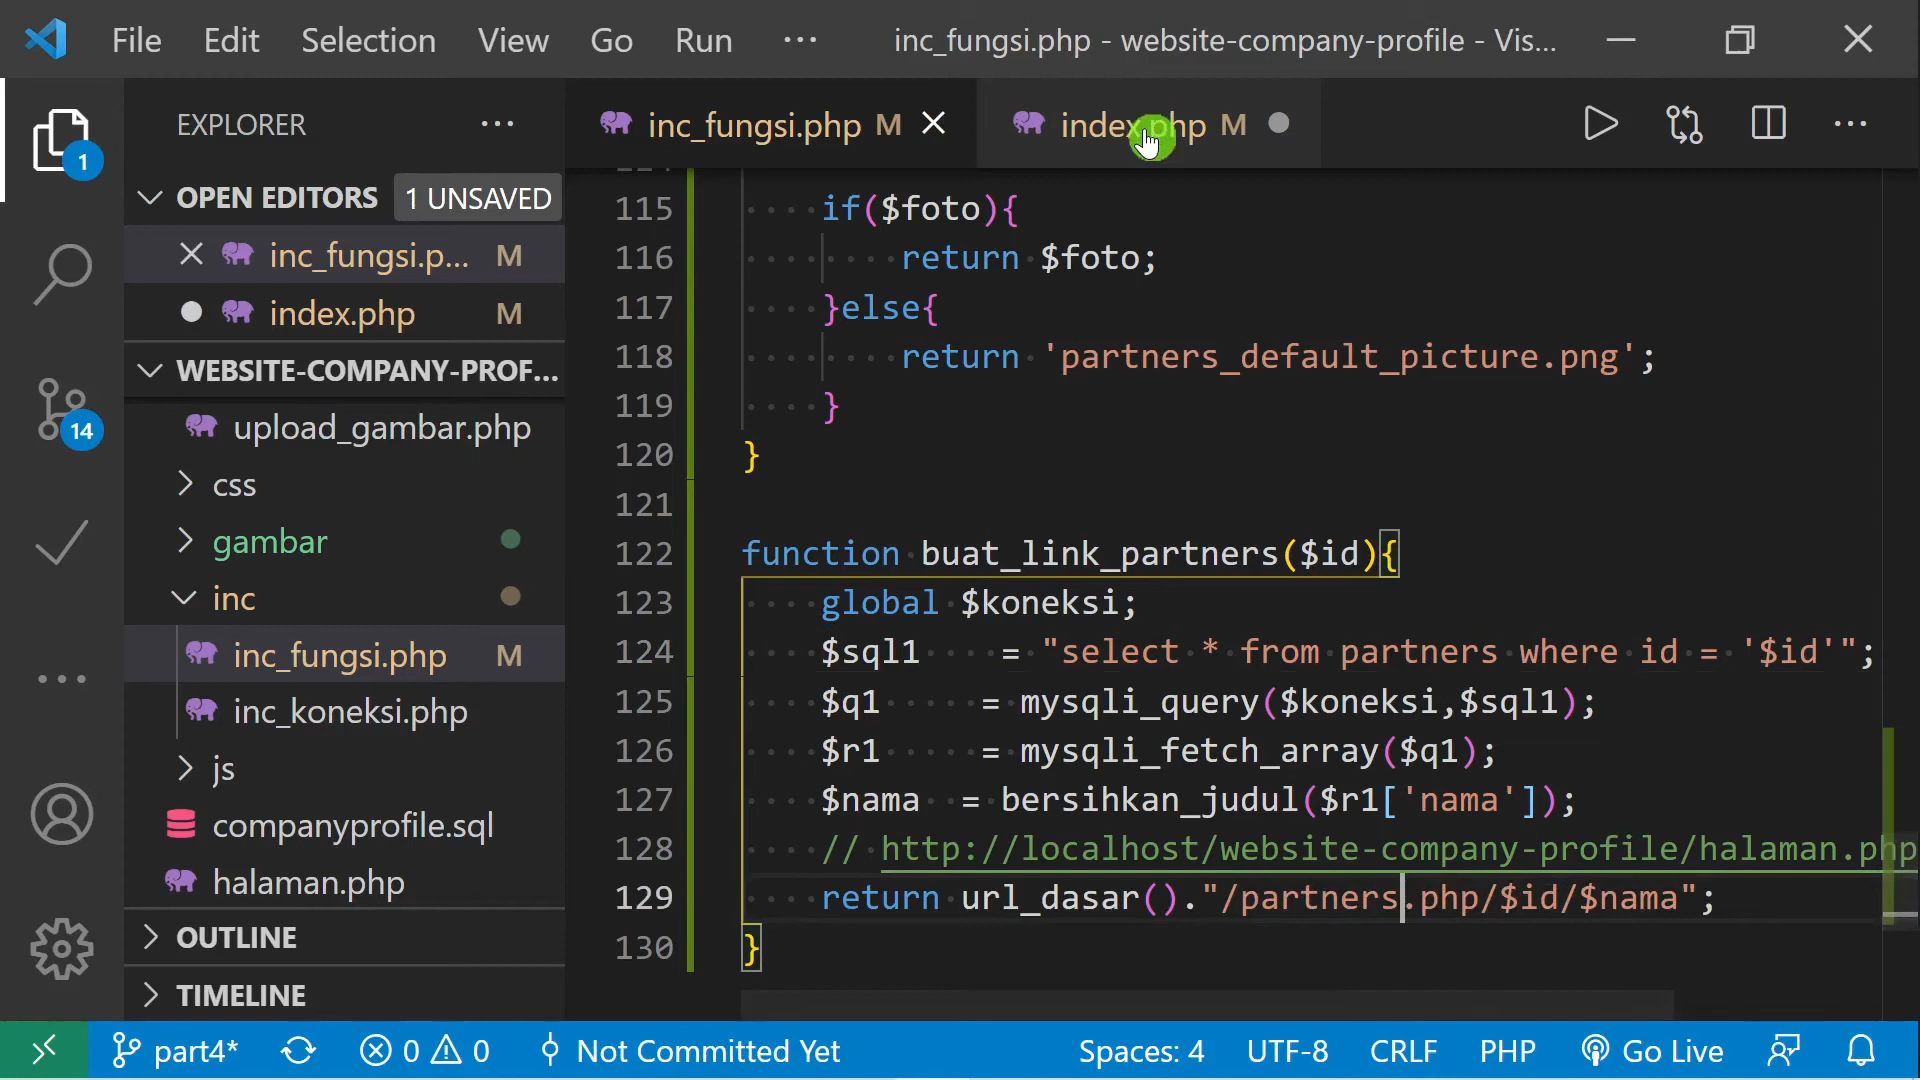 File Edit Selection View Go Run ··· inc_fungsi.php - website-company-profile - Vis...
EXPLORER ···
1
OPEN EDITORS 1 UNSAVED
inc_fungsi.p... M
index.php M
WEBSITE-COMPANY-PROF...
upload_gambar.php
css
14
gambar
inc
inc_fungsi.php M
inc_koneksi.php
js
companyprofile.sql
halaman.php
OUTLINE
TIMELINE
inc_fungsi.php M index.php M
115 if($foto){
116 return $foto;
117 }else{
118 return 'partners_default_picture.png';
119 }
120 }
121
122 function buat_link_partners($id){
123 global $koneksi;
124 $sql1 = "select * from partners where id = '$id'";
125 $q1 = mysqli_query($koneksi,$sql1);
126 $r1 = mysqli_fetch_array($q1);
127 $nama = bersihkan_judul($r1['nama']);
128 // http://localhost/website-company-profile/halaman.php
129 return url_dasar()."/partners.php/$id/$nama";
130 }
part4* 0 0 Not Committed Yet Spaces: 4 UTF-8 CRLF PHP Go Live